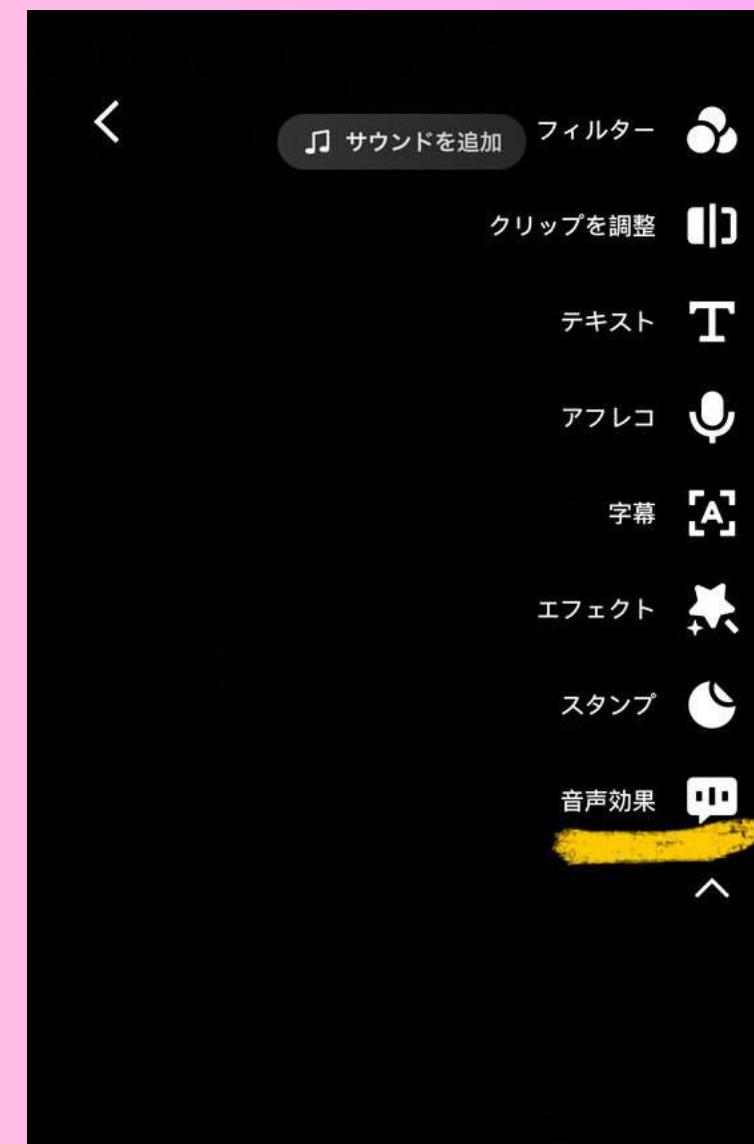 サウンドを追加
フィルター
クリップを調整
テキスト
アフレコ
字幕
A
エフェクト
スタンプ
音声効果